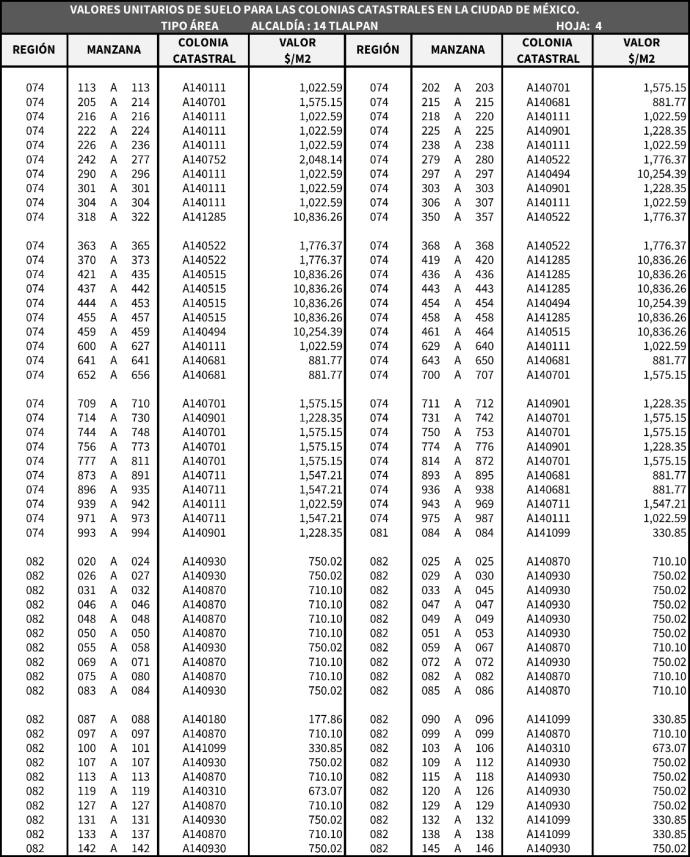 VALORES UNITARIOS DE SUELO PARA LAS COLONIAS CATASTRALES EN LA CIUDAD DE MÉXICO.
TIPO ÁREA ALCALDÍA : 14 TLALPAN HOJA: 4
REGIÓN MANZANA COLONIA CATASTRAL VALOR $/M2 REGIÓN MANZANA COLONIA CATASTRAL VALOR $/M2
074 113 A 113 A140111 1,022.59 074 202 A 203 A140701 1,575.15
074 205 A 214 A140701 1,575.15 074 215 A 215 A140681 881.77
074 216 A 216 A140111 1,022.59 074 218 A 220 A140111 1,022.59
074 222 A 224 A140111 1,022.59 074 225 A 225 A140901 1,228.35
074 226 A 236 A140111 1,022.59 074 238 A 238 A140111 1,022.59
074 242 A 277 A140752 2,048.14 074 279 A 280 A140522 1,776.37
074 290 A 296 A140111 1,022.59 074 297 A 297 A140494 10,254.39
074 301 A 301 A140111 1,022.59 074 303 A 303 A140901 1,228.35
074 304 A 304 A140111 1,022.59 074 306 A 307 A140111 1,022.59
074 318 A 322 A141285 10,836.26 074 350 A 357 A140522 1,776.37
074 363 A 365 A140522 1,776.37 074 368 A 368 A140522 1,776.37
074 370 A 373 A140522 1,776.37 074 419 A 420 A141285 10,836.26
074 421 A 435 A140515 10,836.26 074 436 A 436 A141285 10,836.26
074 437 A 442 A140515 10,836.26 074 443 A 443 A141285 10,836.26
074 444 A 453 A140515 10,836.26 074 454 A 454 A140494 10,254.39
074 455 A 457 A140515 10,836.26 074 458 A 458 A141285 10,836.26
074 459 A 459 A140494 10,254.39 074 461 A 464 A140515 10,836.26
074 600 A 627 A140111 1,022.59 074 629 A 640 A140111 1,022.59
074 641 A 641 A140681 881.77 074 643 A 650 A140681 881.77
074 652 A 656 A140681 881.77 074 700 A 707 A140701 1,575.15
074 709 A 710 A140701 1,575.15 074 711 A 712 A140901 1,228.35
074 714 A 730 A140901 1,228.35 074 731 A 742 A140701 1,575.15
074 744 A 748 A140701 1,575.15 074 750 A 753 A140701 1,575.15
074 756 A 773 A140701 1,575.15 074 774 A 776 A140901 1,228.35
074 777 A 811 A140701 1,575.15 074 814 A 872 A140701 1,575.15
074 873 A 891 A140711 1,547.21 074 893 A 895 A140681 881.77
074 896 A 935 A140711 1,547.21 074 936 A 938 A140681 881.77
074 939 A 942 A140111 1,022.59 074 943 A 969 A140711 1,547.21
074 971 A 973 A140711 1,547.21 074 975 A 987 A140111 1,022.59
074 993 A 994 A140901 1,228.35 081 084 A 084 A141099 330.85
082 020 A 024 A140930 750.02 082 025 A 025 A140870 710.10
082 026 A 027 A140930 750.02 082 029 A 030 A140930 750.02
082 031 A 032 A140870 710.10 082 033 A 045 A140930 750.02
082 046 A 046 A140870 710.10 082 047 A 047 A140930 750.02
082 048 A 048 A140870 710.10 082 049 A 049 A140930 750.02
082 050 A 050 A140870 710.10 082 051 A 053 A140930 750.02
082 055 A 058 A140930 750.02 082 059 A 067 A140870 710.10
082 069 A 071 A140870 710.10 082 072 A 072 A140930 750.02
082 075 A 080 A140870 710.10 082 082 A 082 A140870 710.10
082 083 A 084 A140930 750.02 082 085 A 086 A140870 710.10
082 087 A 088 A140180 177.86 082 090 A 096 A141099 330.85
082 097 A 097 A140870 710.10 082 099 A 099 A140870 710.10
082 100 A 101 A141099 330.85 082 103 A 106 A140310 673.07
082 107 A 107 A140930 750.02 082 109 A 112 A140930 750.02
082 113 A 113 A140870 710.10 082 115 A 118 A140930 750.02
082 119 A 119 A140310 673.07 082 120 A 126 A140930 750.02
082 127 A 127 A140870 710.10 082 129 A 129 A140930 750.02
082 131 A 131 A140930 750.02 082 132 A 132 A141099 330.85
082 133 A 137 A140870 710.10 082 138 A 138 A141099 330.85
082 142 A 142 A140930 750.02 082 145 A 146 A140930 750.02